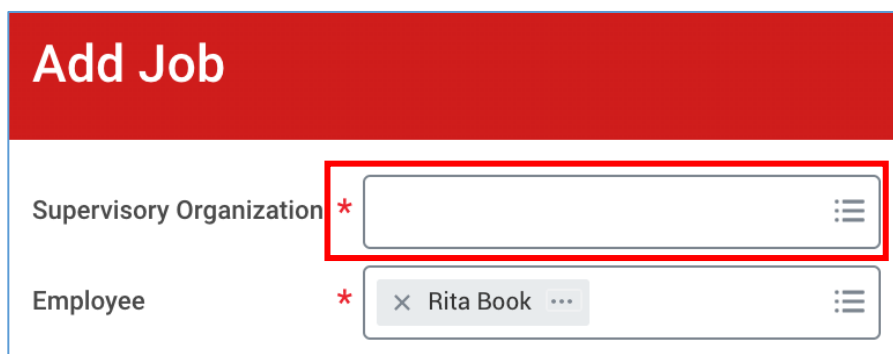 Add Job
Supervisory Organization *
Employee * × Rita Book ...